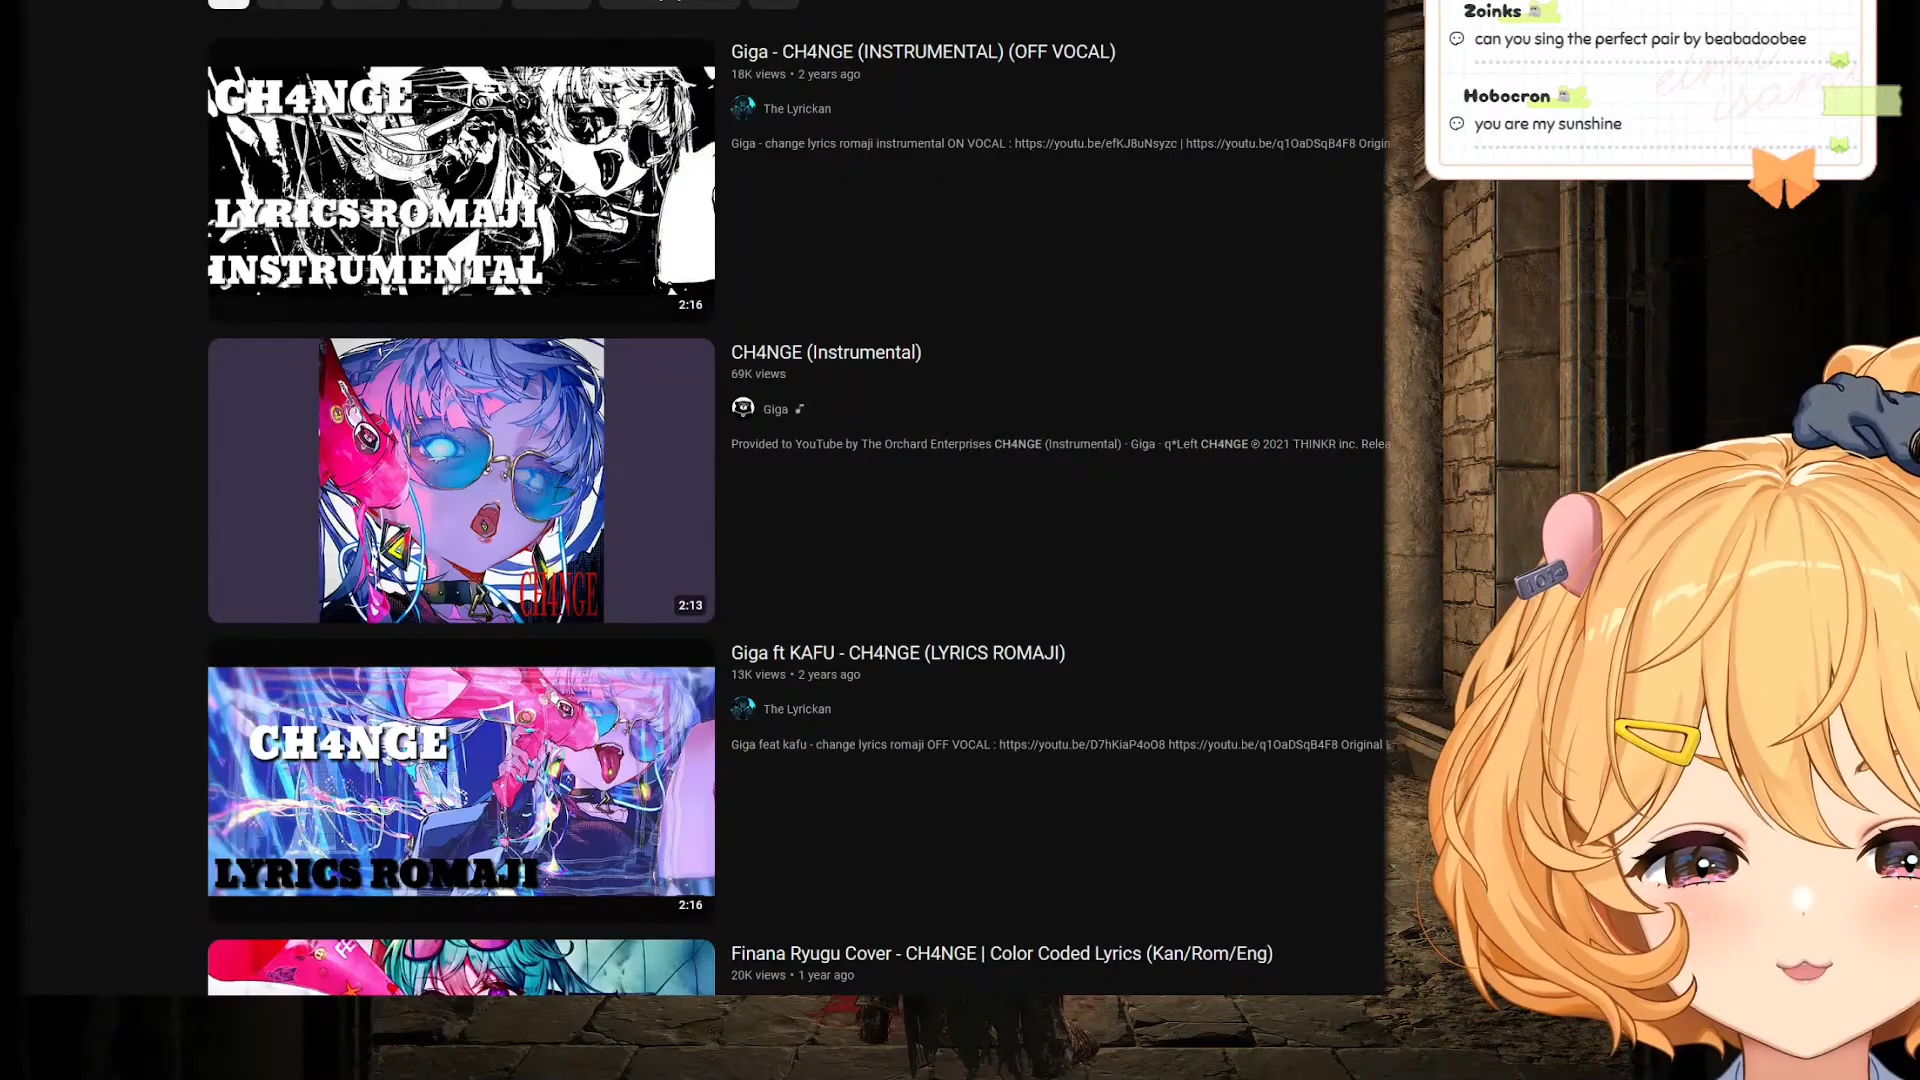 Zoinks
can you sing the perfect pair by beabadoobee
Hobocron
you are my sunshine
CH4NGE
LYRICS ROMAJI
INSTRUMENTAL
2:16
Giga - CH4NGE (INSTRUMENTAL) (OFF VOCAL)
18K views • 2 years ago
The Lyrickan
Giga - change lyrics romaji instrumental ON VOCAL : https://youtu.be/efKJ8uNsyzc | https://youtu.be/q1OaDSqB4F8 Origin
CH4NGE
2:13
CH4NGE (Instrumental)
69K views
Giga
Provided to YouTube by The Orchard Enterprises CH4NGE (Instrumental) · Giga · q*Left CH4NGE ℗ 2021 THINKR inc. Relea
CH4NGE
LYRICS ROMAJI
2:16
Giga ft KAFU - CH4NGE (LYRICS ROMAJI)
13K views • 2 years ago
The Lyrickan
Giga feat kafu - change lyrics romaji OFF VOCAL : https://youtu.be/D7hKiaP4oO8 https://youtu.be/q1OaDSqB4F8 Original
Finana Ryugu Cover - CH4NGE | Color Coded Lyrics (Kan/Rom/Eng)
20K views • 1 year ago